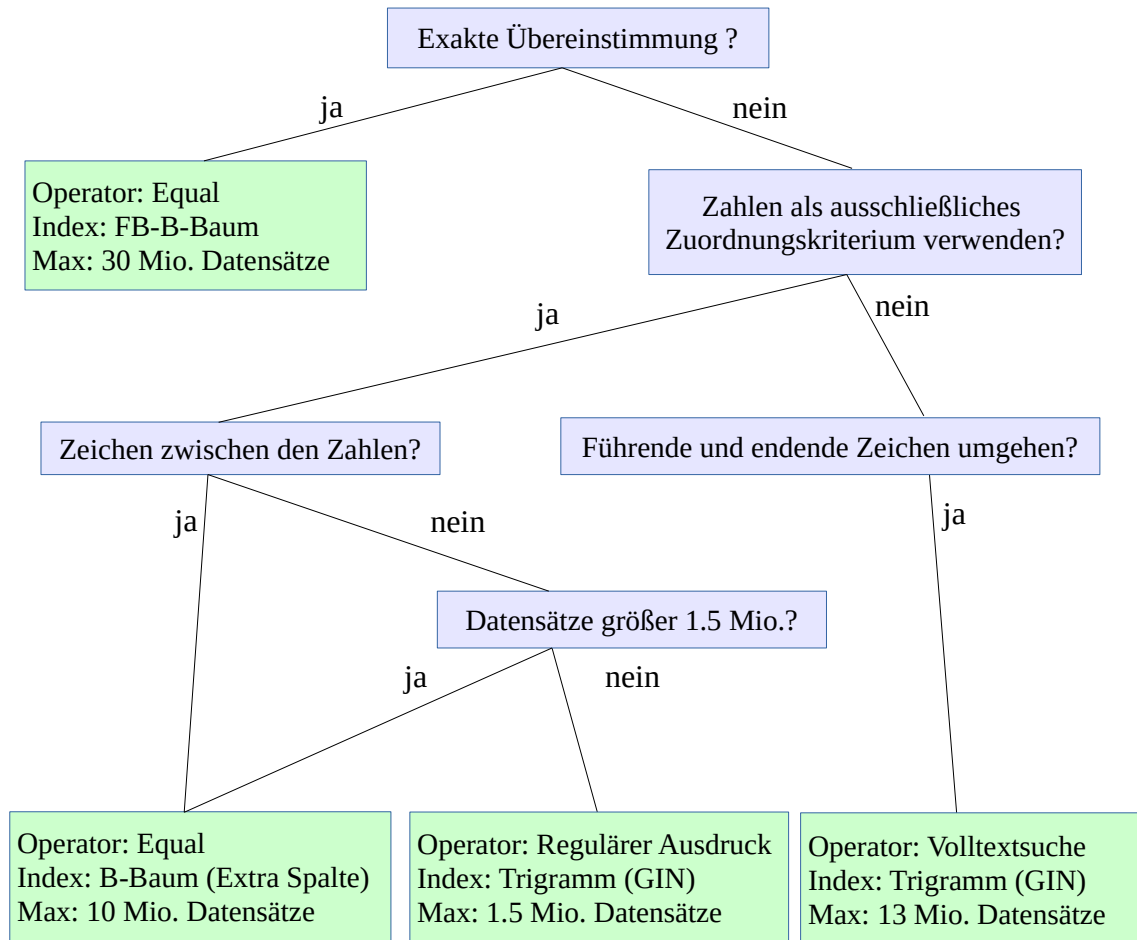 Exakte Übereinstimmung ?
ja
nein
Operator: Equal
Index: FB-B-Baum
Max: 30 Mio. Datensätze
Zahlen als ausschließliches
Zuordnungskriterium verwenden?
ja
nein
Zeichen zwischen den Zahlen?
Führende und endende Zeichen umgehen?
ja
nein
ja
Datensätze größer 1.5 Mio.?
ja
nein
Operator: Equal
Index: B-Baum (Extra Spalte)
Max: 10 Mio. Datensätze
Operator: Regulärer Ausdruck
Index: Trigramm (GIN)
Max: 1.5 Mio. Datensätze
Operator: Volltextsuche
Index: Trigramm (GIN)
Max: 13 Mio. Datensätze